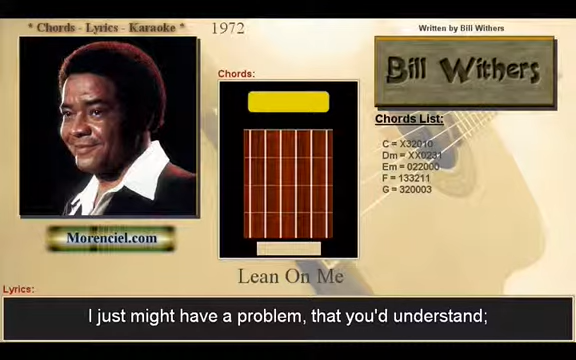 * Chords - Lyrics - Karaoke *
1972
Written by Bill Withers
Bill Withers
Chords:
Chords List:
C = X32010
Dm = XX0231
Em = 022000
F = 133211
G = 320003
Morenciel.com
Lean On Me
Lyrics:
I just might have a problem, that you'd understand;